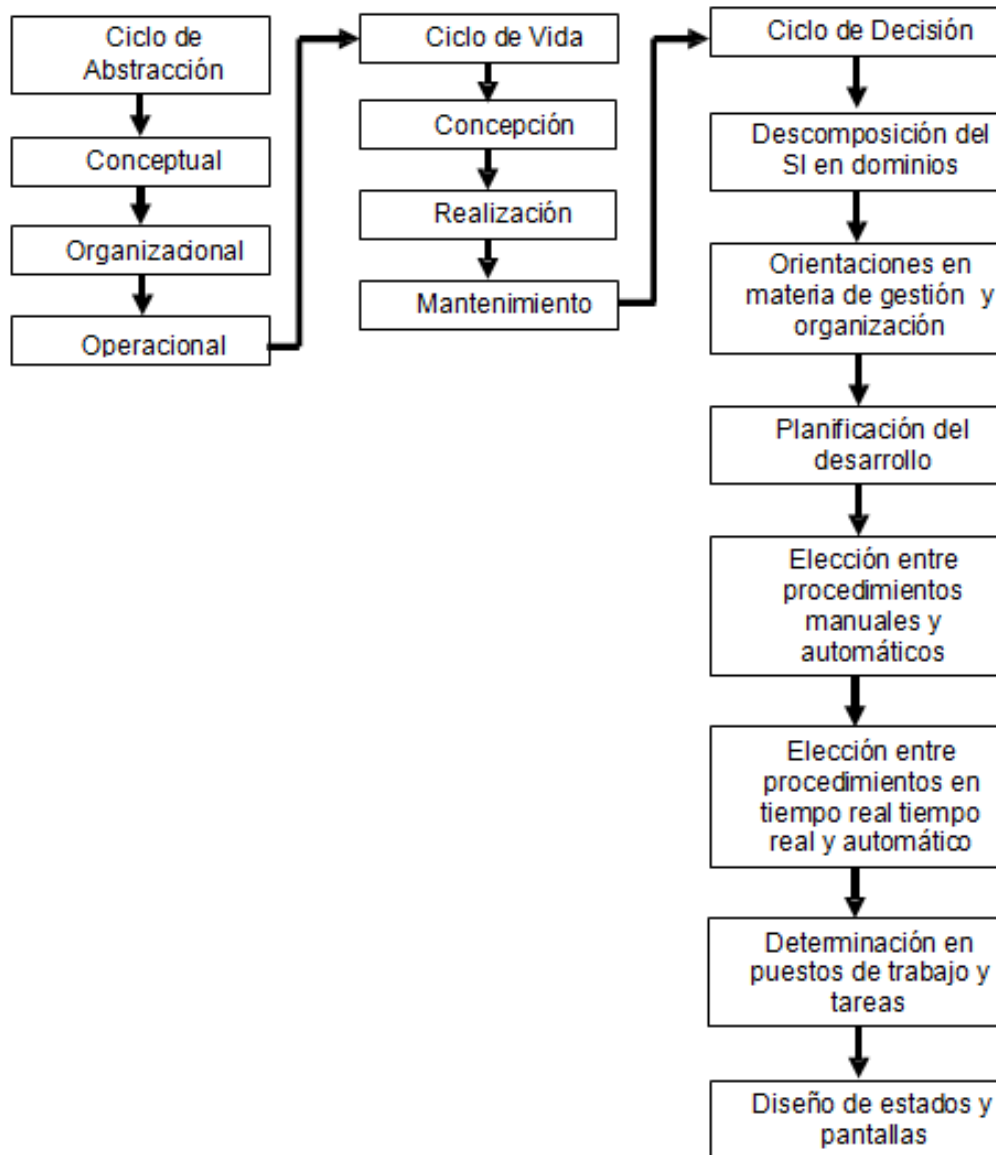 Ciclo de
Abstracción
Conceptual
Organizacional
Operacional
Ciclo de Vida
Concepción
Realización
Mantenimiento
Ciclo de Decisión
Descomposición del
SI en dominios
Orientaciones en
materia de gestión y
organización
Planificación del
desarrollo
Elección entre
procedimientos
manuales y
automáticos
Elección entre
procedimientos en
tiempo real tiempo
real y automático
Determinación en
puestos de trabajo y
tareas
Diseño de estados y
pantallas